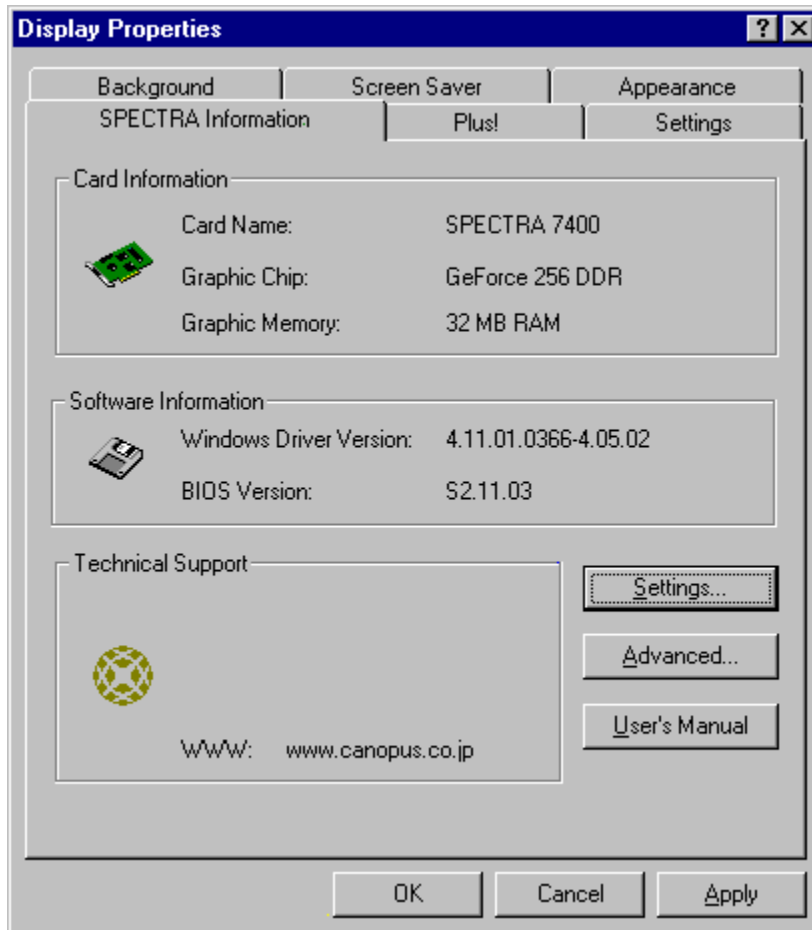 Display Properties
Background Screen Saver Appearance
SPECTRA Information Plus! Settings
Card Information
Card Name: SPECTRA 7400
Graphic Chip: GeForce 256 DDR
Graphic Memory: 32 MB RAM
Software Information
Windows Driver Version: 4.11.01.0366-4.05.02
BIOS Version: S2.11.03
Technical Support
Settings...
Advanced...
User's Manual
WWW: www.canopus.co.jp
OK Cancel Apply